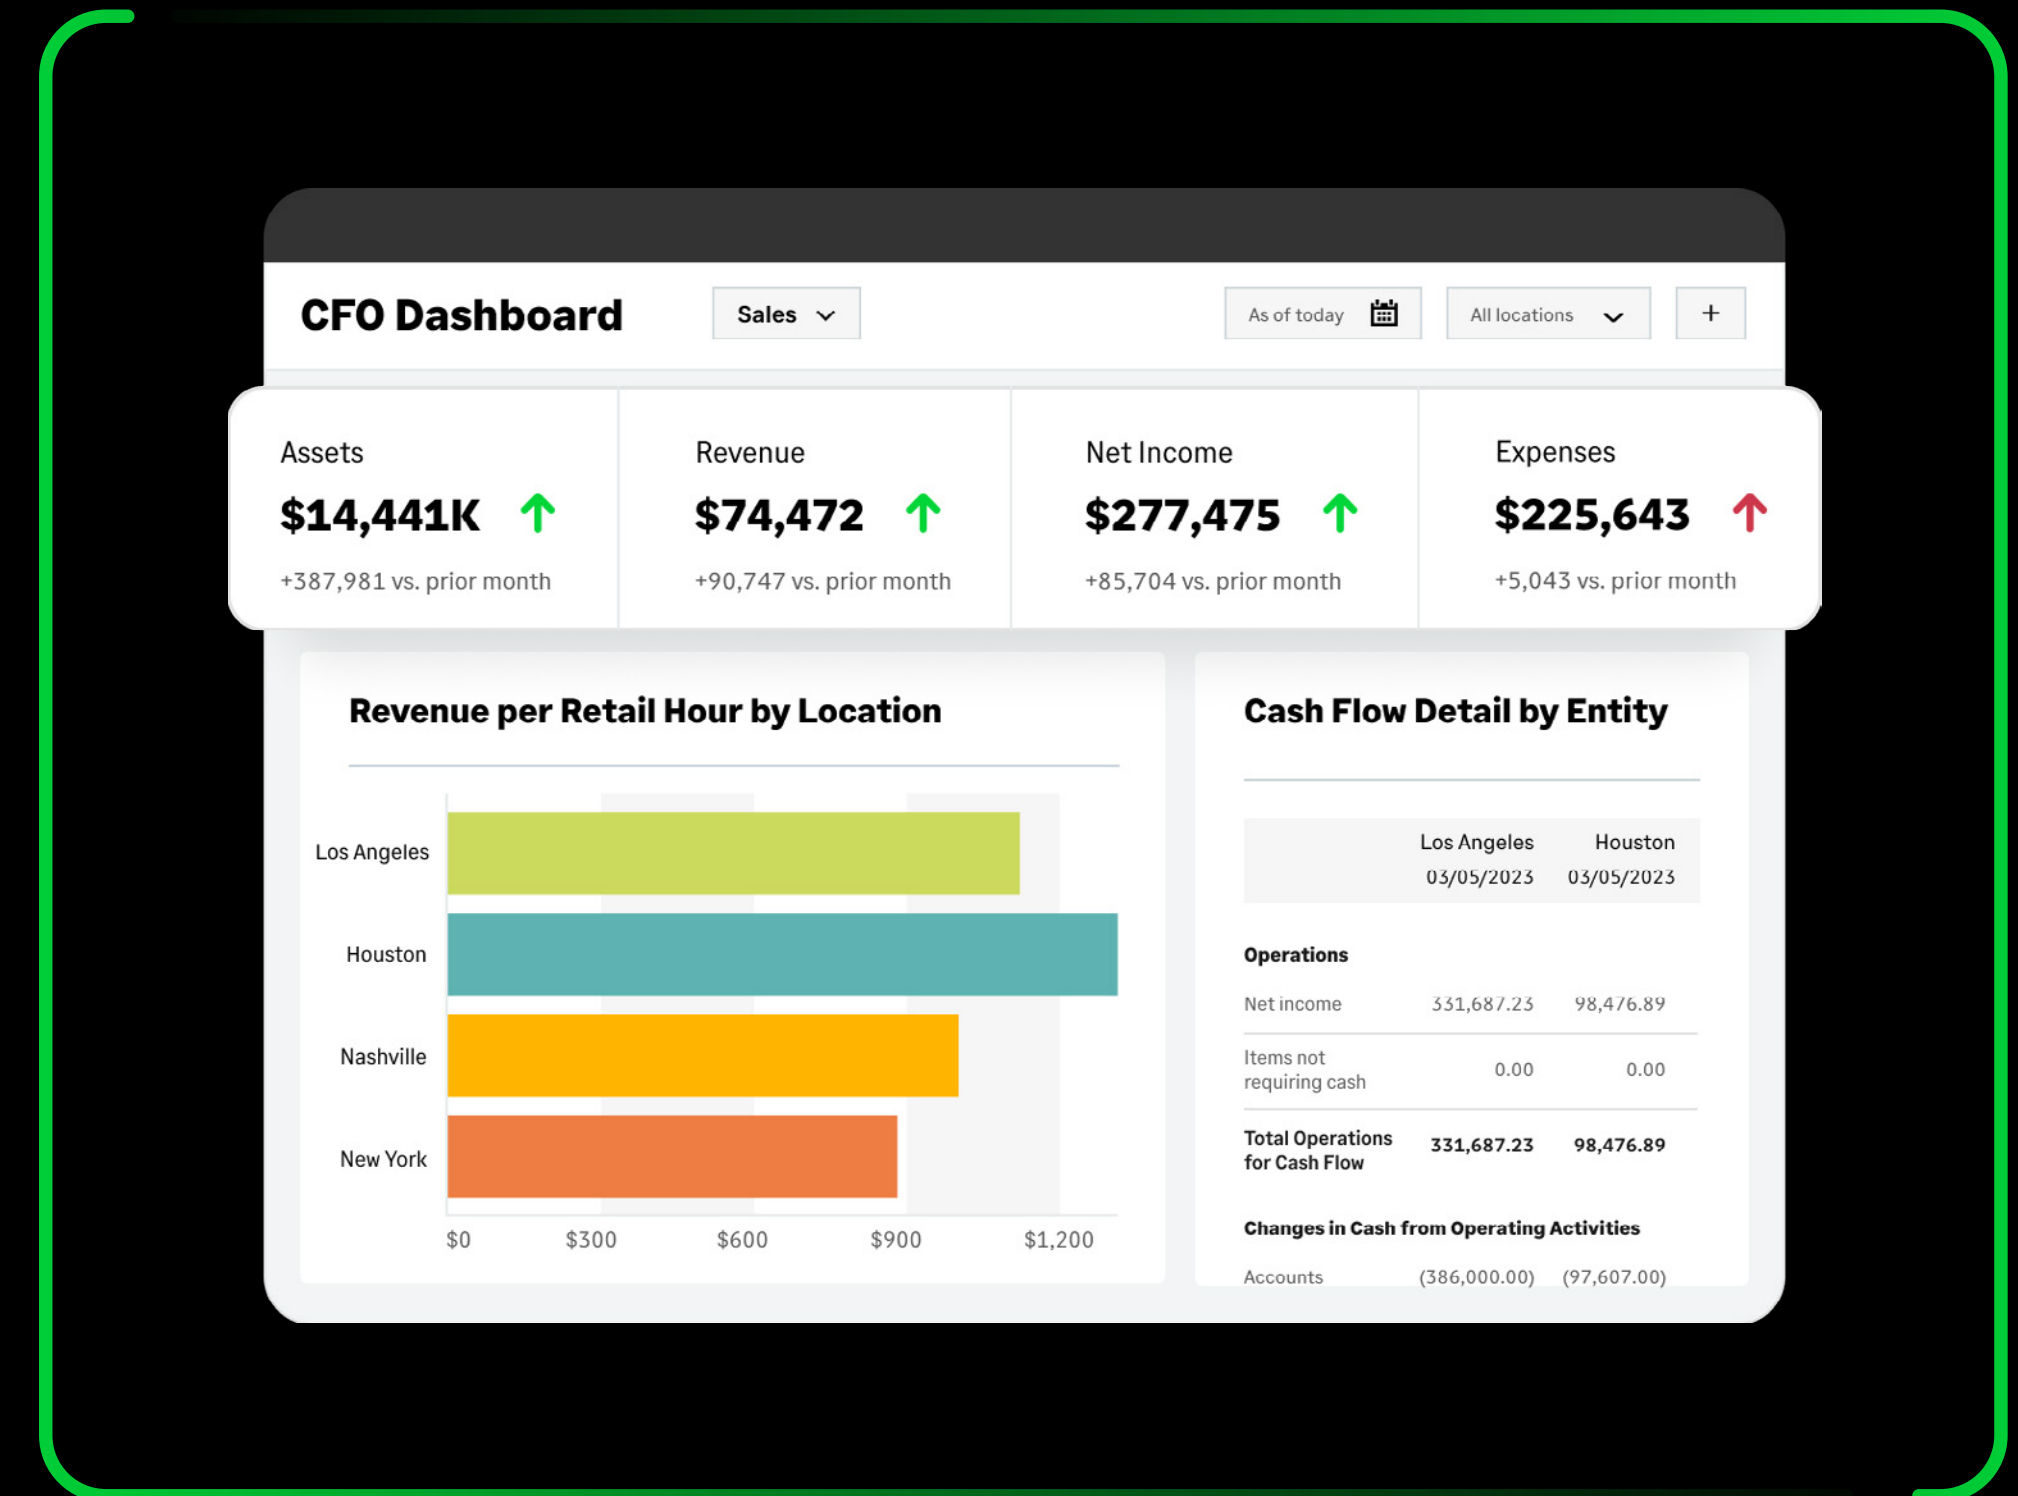 CFO Dashboard
Sales
As of today
All locations
+
Assets
$14,441K
+387,981 vs. prior month
Revenue
$74,472
+90,747 vs. prior month
Net Income
$277,475
+85,704 vs. prior month
Expenses
$225,643
+5,043 vs. prior month
Revenue per Retail Hour by Location
Los Angeles
Houston
Nashville
New York
$0 $300 $600 $900 $1,200
Cash Flow Detail by Entity
Los Angeles Houston
03/05/2023 03/05/2023
Operations
Net income 331,687.23 98,476.89
Items not
requiring cash 0.00 0.00
Total Operations
for Cash Flow 331,687.23 98,476.89
Changes in Cash from Operating Activities
Accounts (386,000.00) (97,607.00)